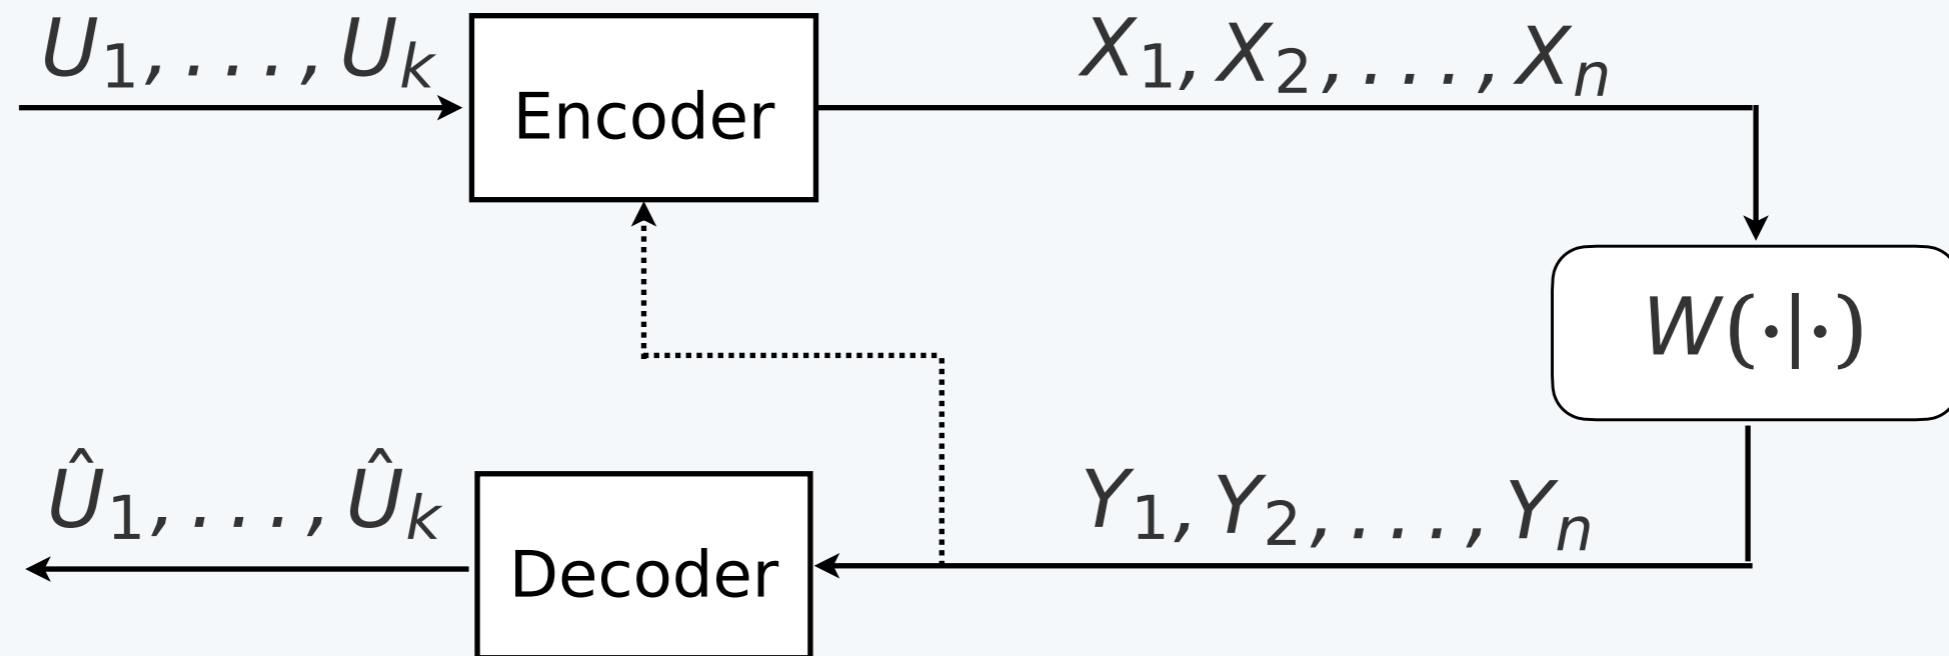 U₁, . . . , Uₖ
X₁, X₂, . . . , Xₙ
Encoder
W(·|·)
Û₁, . . . , Ûₖ
Y₁, Y₂, . . . , Yₙ
Decoder